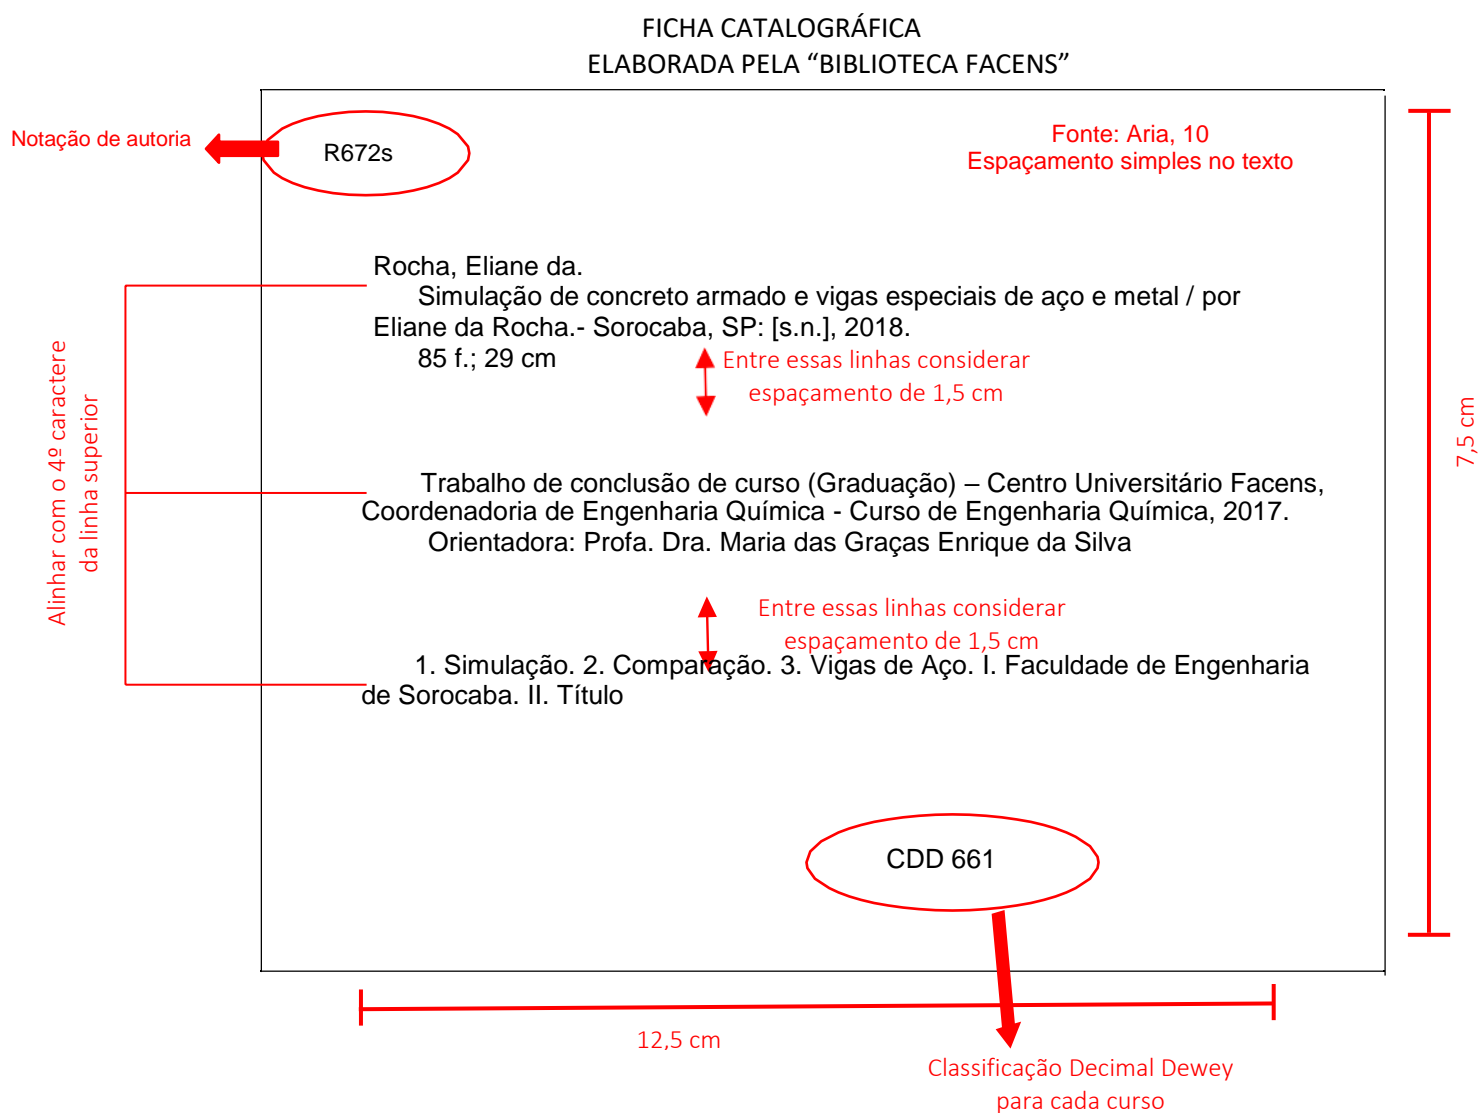 FICHA CATALOGRÁFICA
ELABORADA PELA “BIBLIOTECA FACENS”
Notação de autoria
R672s
Fonte: Aria, 10
Espaçamento simples no texto
Rocha, Eliane da.
Simulação de concreto armado e vigas especiais de aço e metal / por
Eliane da Rocha.- Sorocaba, SP: [s.n.], 2018.
85 f.; 29 cm
Entre essas linhas considerar
espaçamento de 1,5 cm
Alinhar com o 4º caractere
da linha superior
7,5 cm
Trabalho de conclusão de curso (Graduação) – Centro Universitário Facens,
Coordenadoria de Engenharia Química - Curso de Engenharia Química, 2017.
Orientadora: Profa. Dra. Maria das Graças Enrique da Silva
Entre essas linhas considerar
espaçamento de 1,5 cm
1. Simulação. 2. Comparação. 3. Vigas de Aço. I. Faculdade de Engenharia
de Sorocaba. II. Título
CDD 661
12,5 cm
Classificação Decimal Dewey
para cada curso